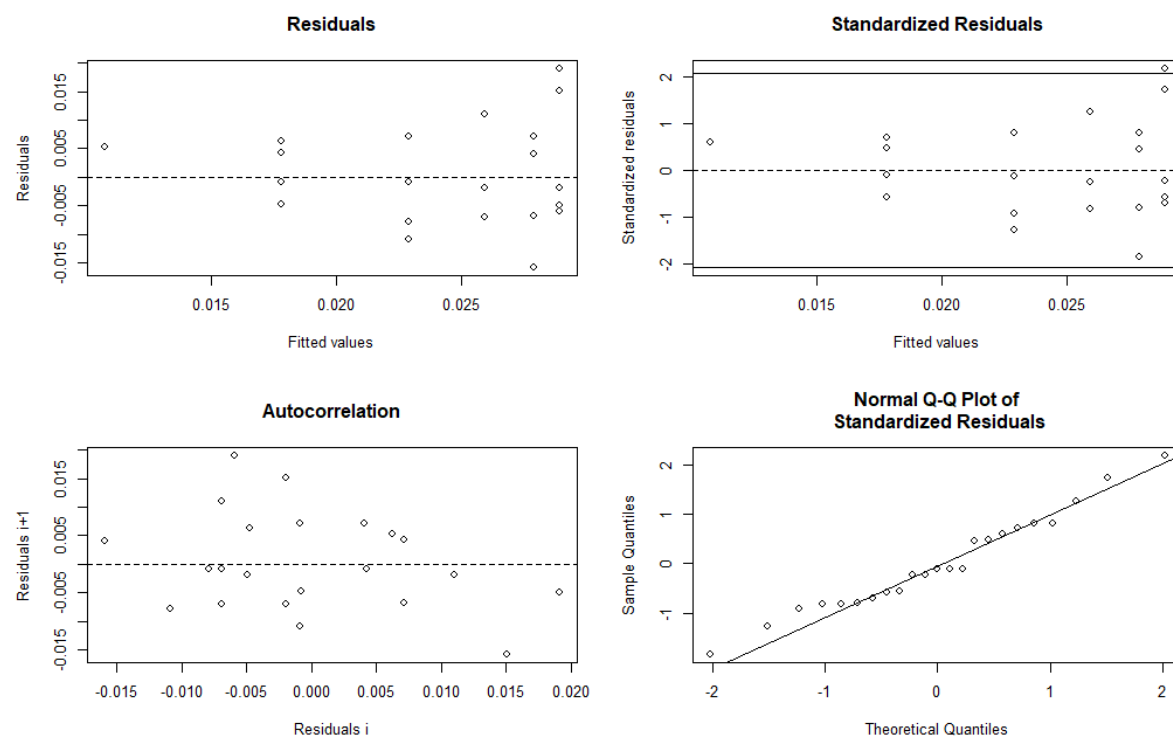 Residuals
Residuals
0.015
0.005
-0.005
-0.015
0.015 0.020 0.025
Fitted values
Standardized Residuals
Standardized residuals
2
1
0
-1
-2
0.015 0.020 0.025
Fitted values
Autocorrelation
Residuals i+1
0.015
0.005
-0.005
-0.015
-0.015 -0.010 -0.005 0.000 0.005 0.010 0.015 0.020
Residuals i
Normal Q-Q Plot of
Standardized Residuals
Sample Quantiles
2
1
0
-1
-2 -1 0 1 2
Theoretical Quantiles